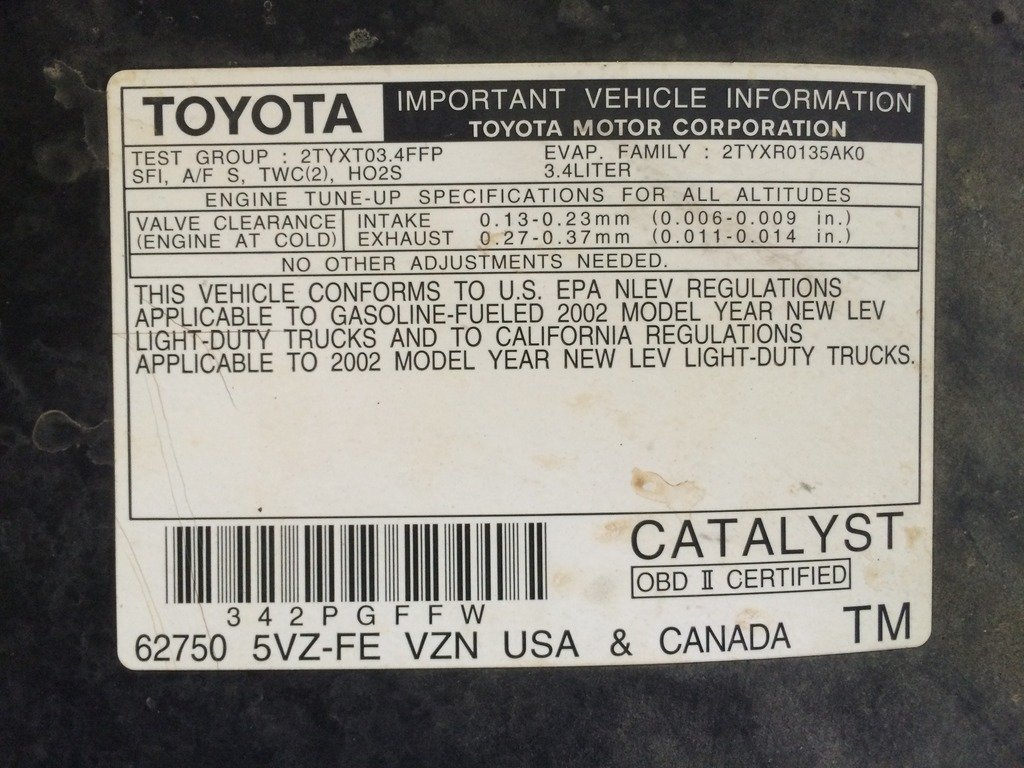 TOYOTA
IMPORTANT VEHICLE INFORMATION
TOYOTA MOTOR CORPORATION
TEST GROUP : 2TYXT03.4FFP
EVAP. FAMILY : 2TYXR0135AK0
SFI, A/F S, TWC(2), HO2S
3.4LITER
ENGINE TUNE-UP SPECIFICATIONS FOR ALL ALTITUDES
VALVE CLEARANCE
(ENGINE AT COLD)
INTAKE 0.13-0.23mm (0.006-0.009 in.)
EXHAUST 0.27-0.37mm (0.011-0.014 in.)
NO OTHER ADJUSTMENTS NEEDED.
THIS VEHICLE CONFORMS TO U.S. EPA NLEV REGULATIONS
APPLICABLE TO GASOLINE-FUELED 2002 MODEL YEAR NEW LEV
LIGHT-DUTY TRUCKS AND TO CALIFORNIA REGULATIONS
APPLICABLE TO 2002 MODEL YEAR NEW LEV LIGHT-DUTY TRUCKS.
CATALYST
OBD II CERTIFIED
342PGFFW
62750 5VZ-FE VZN USA & CANADA TM